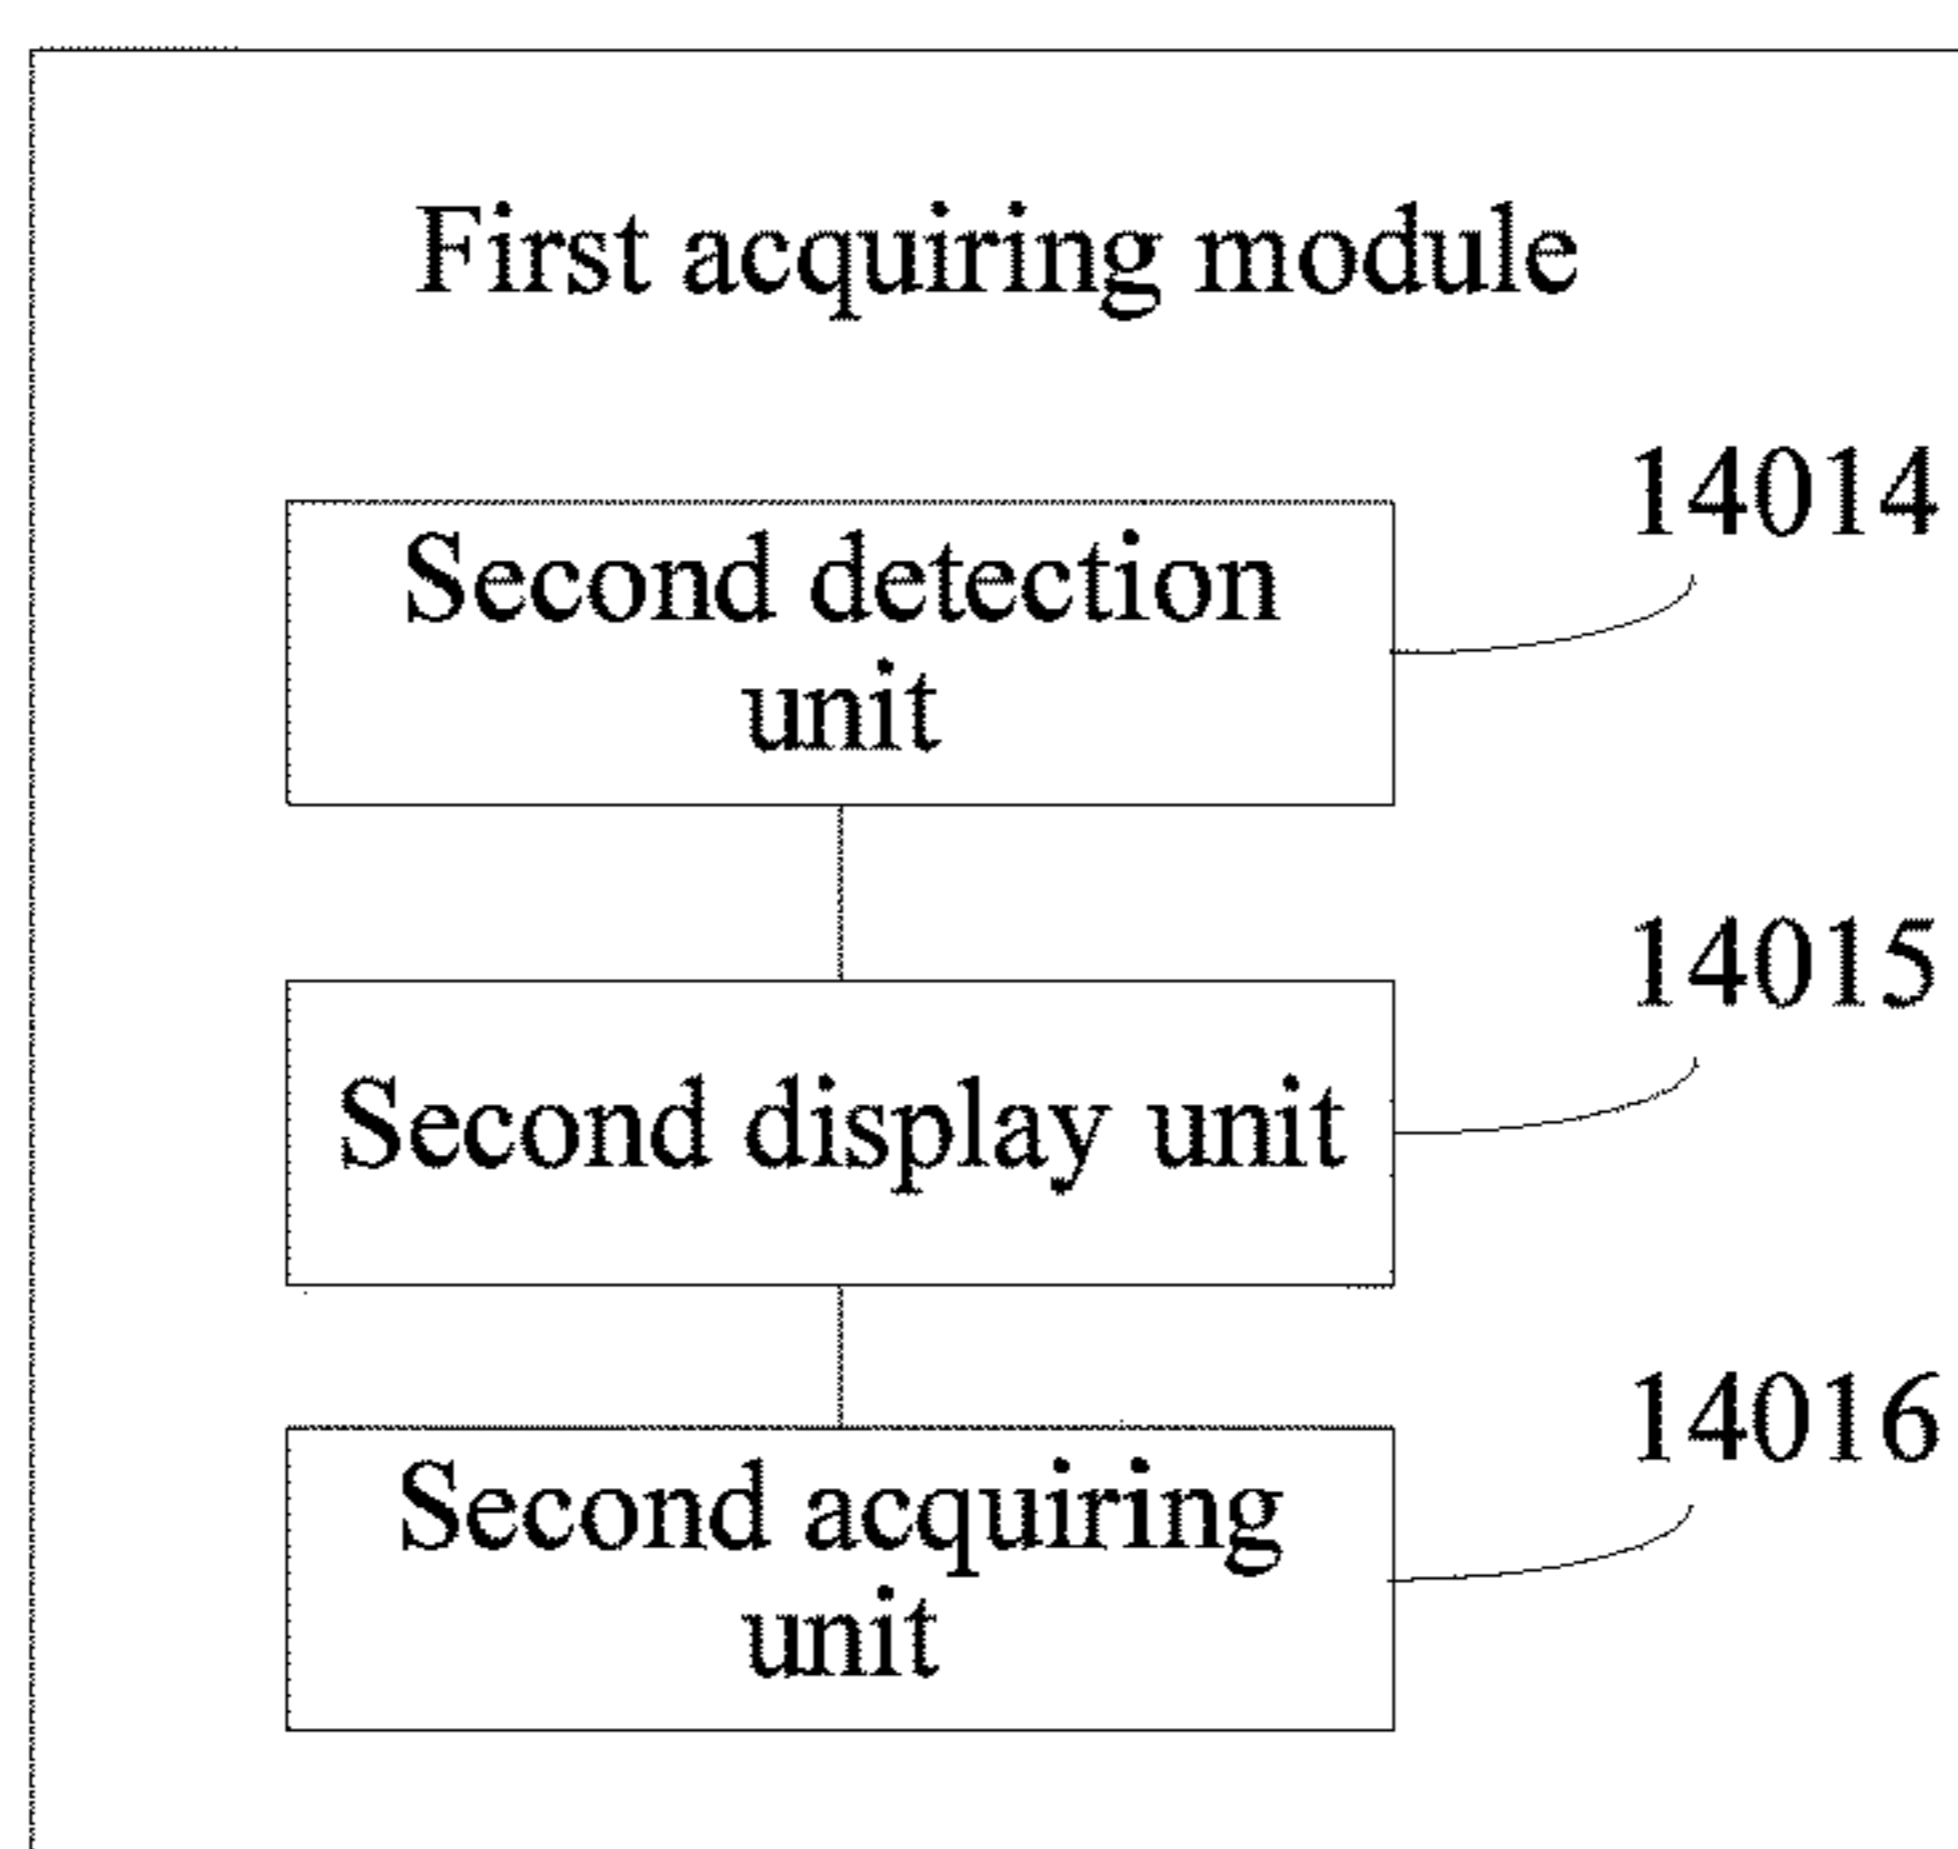 First acquiring module
14014
Second detection
unit
14015
Second display unit
14016
Second acquiring
unit